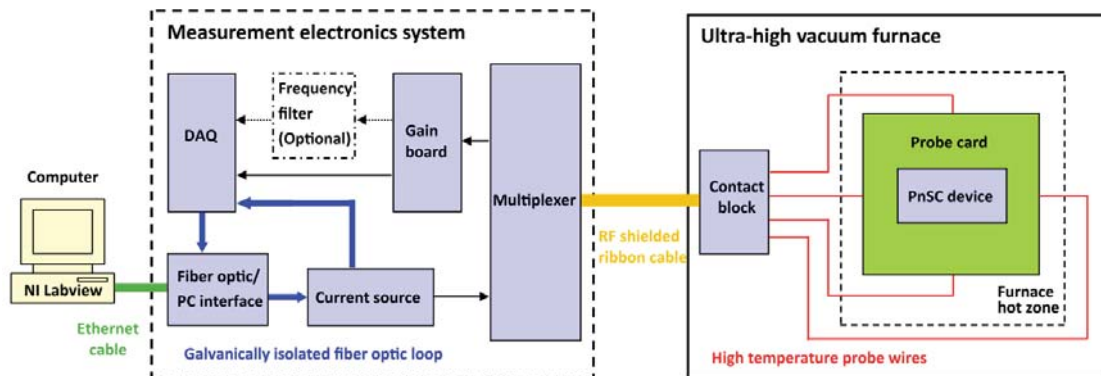 Measurement electronics system
Ultra-high vacuum furnace
Frequency
filter
(Optional)
DAQ
Gain
board
Probe card
Computer
Contact
block
PnSC device
Multiplexer
RF shielded
ribbon cable
NI Labview
Fiber optic/
PC interface
Current source
Furnace
hot zone
Ethernet
cable
Galvanically isolated fiber optic loop
High temperature probe wires